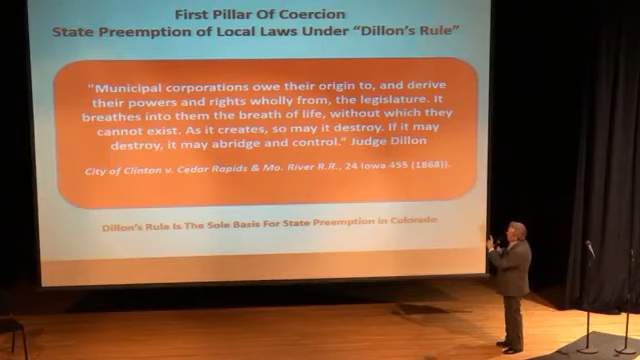 First Pillar Of Coercion
State Preemption of Local Laws Under “Dillon’s Rule”
"Municipal corporations owe their origin to, and derive
their powers and rights wholly from, the legislature. It
breathes into them the breath of life, without which they
cannot exist. As it creates, so may it destroy. If it may
destroy, it may abridge and control.” Judge Dillon
City of Clinton v. Cedar Rapids & Mo. River R.R., 24 Iowa 455 (1868)).
Dillon’s Rule Is The Sole Basis For State Preemption in Colorado